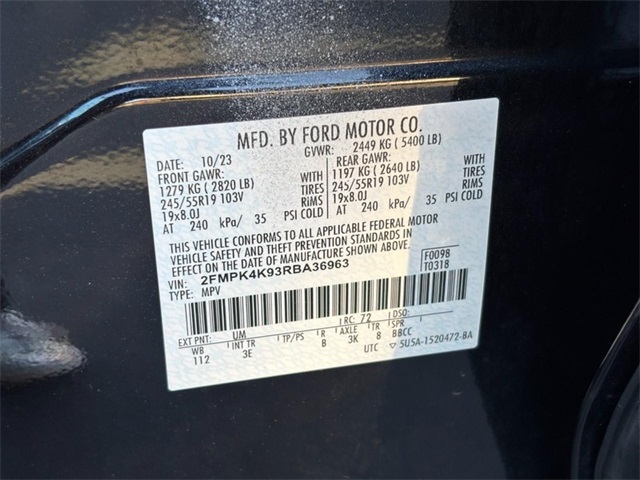 MFD. BY FORD MOTOR CO.
DATE: 10/23 GVWR: 2449 KG ( 5400 LB)
FRONT GAWR: REAR GAWR:
1279 KG ( 2820 LB) WITH 1197 KG ( 2640 LB) WITH
245/55R19 103V TIRES 245/55R19 103V TIRES
19x8.0J RIMS 19x8.0J RIMS
AT 240 kPa/ 35 PSI COLD AT 240 kPa/ 35 PSI COLD
THIS VEHICLE CONFORMS TO ALL APPLICABLE FEDERAL MOTOR
VEHICLE SAFETY AND THEFT PREVENTION STANDARDS IN
EFFECT ON THE DATE OF MANUFACTURE SHOWN ABOVE.
VIN: 2FMPK4K93RBA36963 F0098
TYPE: MPV T0318
EXT PNT: UM RC: 72 DSO:
WB INT TR TP/PS R AXLE TR SPR
112 3E B 3K 8 BBCC
UTC 5U5A-1520472-BA